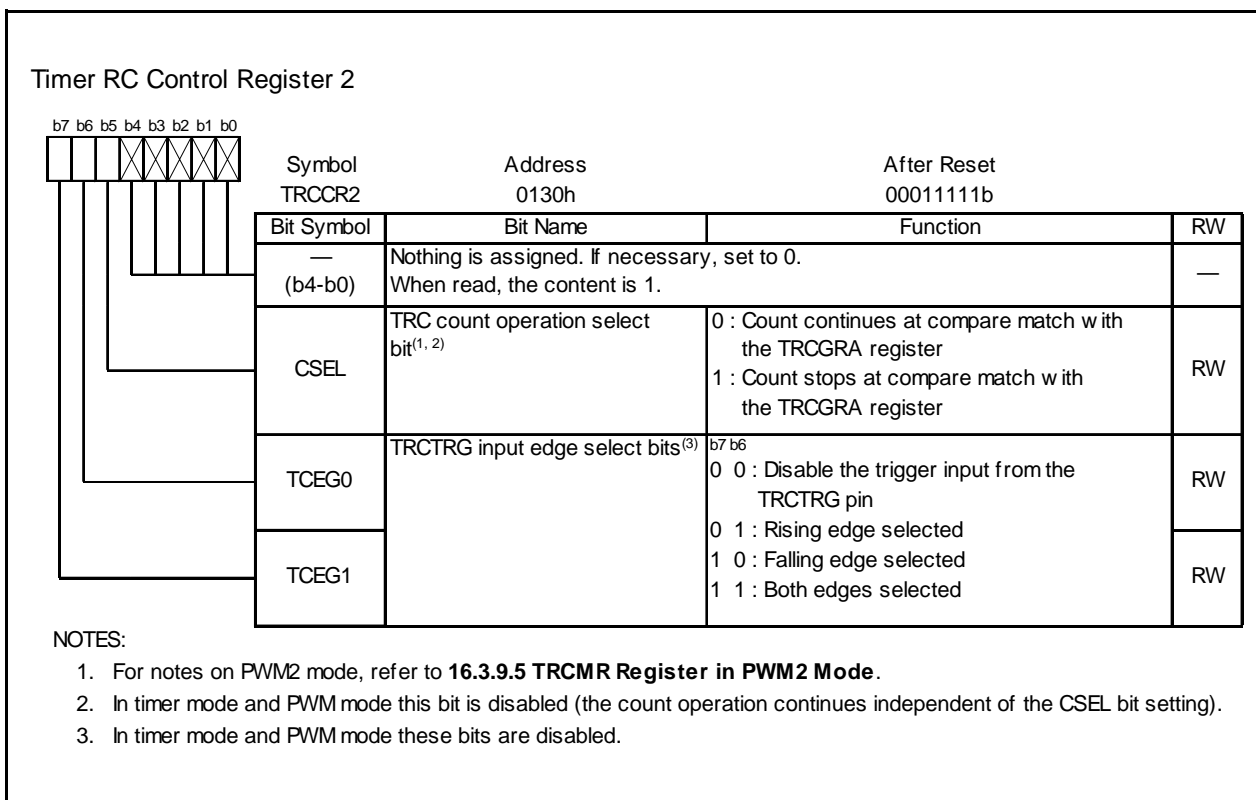 Timer RC Control Register 2
b7 b6 b5 b4 b3 b2 b1 b0
Symbol Address After Reset
TRCCR2 0130h 00011111b
Bit Symbol Bit Name Function RW
— (b4-b0)
Nothing is assigned. If necessary, set to 0.
When read, the content is 1.
—
CSEL
TRC count operation select
bit(1, 2)
0 : Count continues at compare match with
the TRCGRA register
1 : Count stops at compare match with
the TRCGRA register
RW
TCEG0
TRCTRG input edge select bits(3)
b7 b6
0 0 : Disable the trigger input from the
TRCTRG pin
0 1 : Rising edge selected
1 0 : Falling edge selected
1 1 : Both edges selected
RW
TCEG1
RW
NOTES:
1. For notes on PWM2 mode, refer to 16.3.9.5 TRCMR Register in PWM2 Mode.
2. In timer mode and PWM mode this bit is disabled (the count operation continues independent of the CSEL bit setting).
3. In timer mode and PWM mode these bits are disabled.